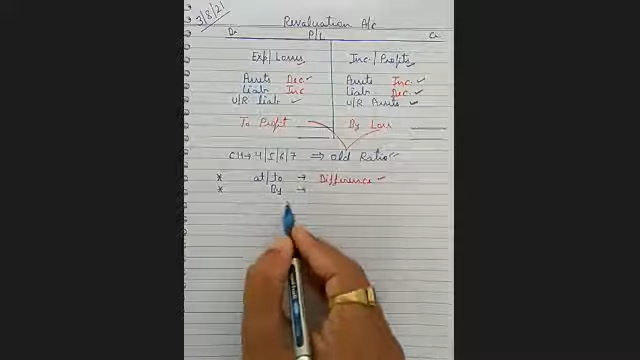 3/8/21
Revaluation A/c
Dr. P/L Cr.
Exp/Losses Inc/Profits
Assets Dec. Assets Inc.
Liab Inc Liab Dec.
U/R Liab U/R Assets
To Profit By Loss
CH → 4/5/6/7 ⇒ Old Ratio
* at/to → Difference
* By →